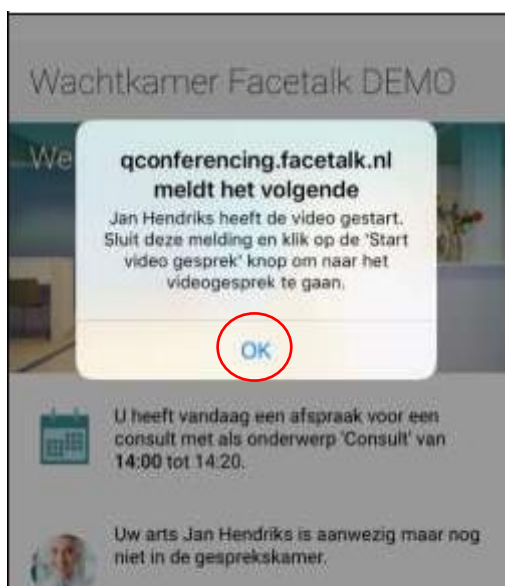 Wachtkamer Facetalk DEMO
We
qconferencing.facetalk.nl
meldt het volgende
Jan Hendriks heeft de video gestart.
Sluit deze melding en klik op de 'Start
video gesprek' knop om naar het
videogesprek te gaan.
OK
U heeft vandaag een afspraak voor een
consult met als onderwerp 'Consult' van
14:00 tot 14:20.
Uw arts Jan Hendriks is aanwezig maar nog
niet in de gesprekskamer.